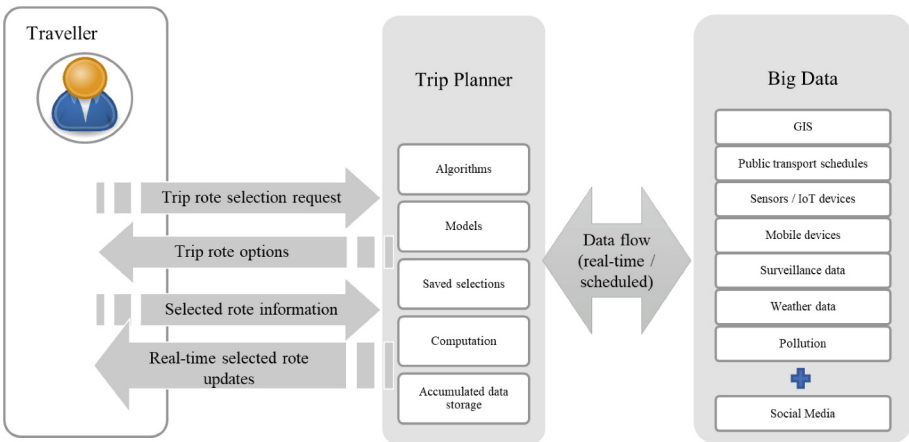 Traveller
Trip rote selection request
Trip rote options
Selected rote information
Real-time selected rote
updates
Trip Planner
Algorithms
Models
Saved selections
Computation
Accumulated data
storage
Data flow
(real-time /
scheduled)
Big Data
GIS
Public transport schedules
Sensors / IoT devices
Mobile devices
Surveillance data
Weather data
Pollution
Social Media